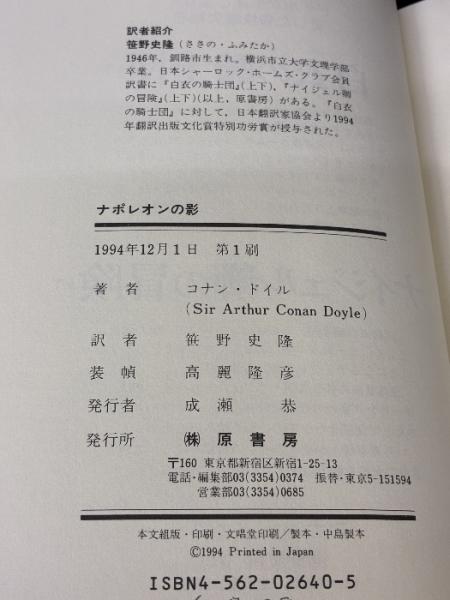 訳者紹介
笹野史隆(ささの・ふみたか)
1946年、釧路市生まれ。横浜市立大学文理学部
卒業。日本シャーロック・ホームズ・クラブ会員
訳書に『白衣の騎士団』(上下)、『ナイジェル卿
の冒険』(上下)(以上、原書房)がある。『白衣
の騎士団』に対して、日本翻訳家協会より1994
年翻訳出版文化賞特別功労賞が授与された。
ナポレオンの影
1994年12月1日 第1刷
著者 コナン・ドイル
(Sir Arthur Conan Doyle)
訳者 笹野史隆
装幀 高麗隆彦
発行者 成瀬恭
発行所 ㈱原書房
〒160 東京都新宿区新宿1-25-13
電話・編集部03(3354)0374 振替・東京5-151594
営業部03(3354)0685
本文組版・印刷・文唱堂印刷/製本・中島製本
©1994 Printed in Japan
ISBN4-562-02640-5